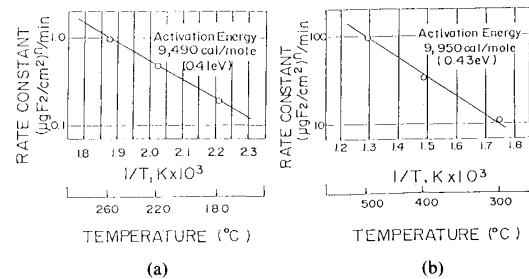 (a)
RATE CONSTANT
(µgF2/cm2)ⁿ/min
1.0
0.1
Activation Energy
9,490 cal/mole
(0.41eV)
1.8 1.9 2.0 2.1 2.2 2.3
1/T, K x 10³
260 220 180
TEMPERATURE (°C)
(a)
(b)
RATE CONSTANT
(µgF2/cm2)ⁿ/min
100
10
Activation Energy
9,950 cal/mole
(0.43eV)
1.2 1.3 1.4 1.5 1.6 1.7 1.8
1/T, K x 10³
500 400 300
TEMPERATURE (°C)
(b)